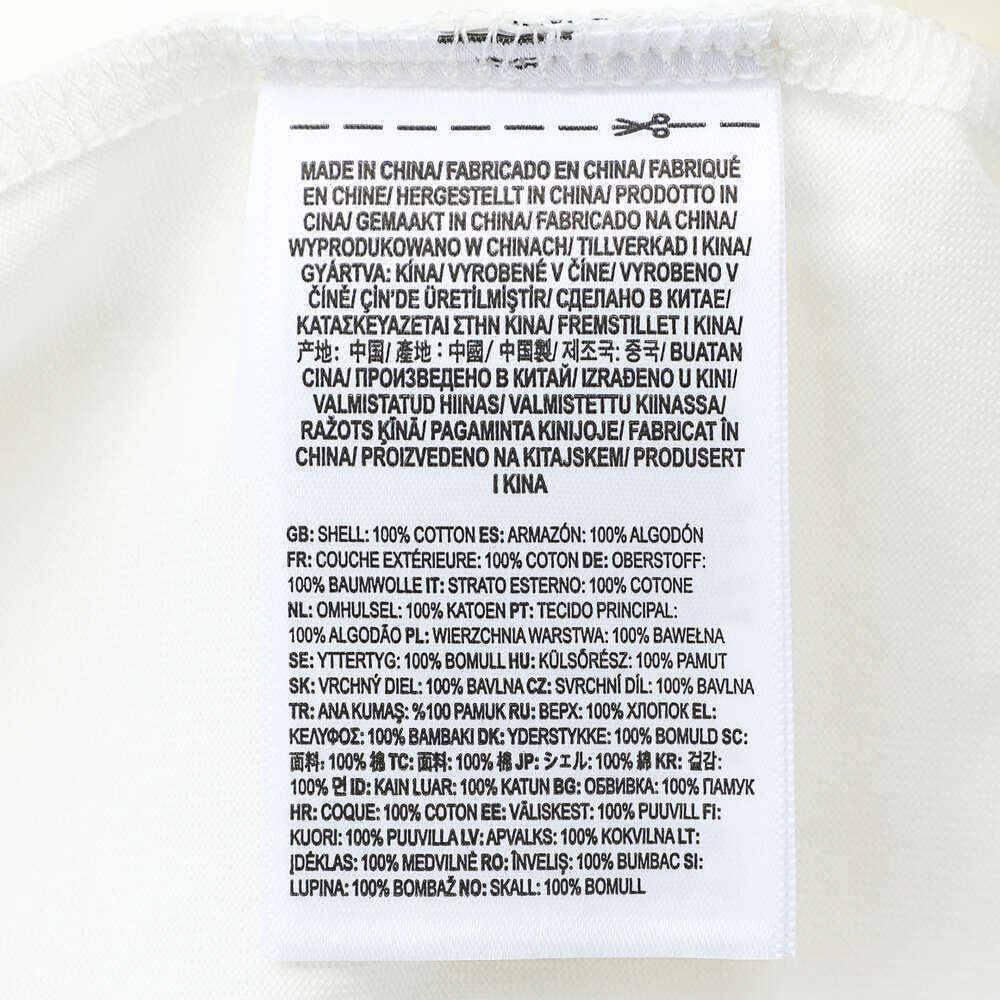 MADE IN CHINA/ FABRICADO EN CHINA/ FABRIQUÉ
EN CHINE/ HERGESTELLT IN CHINA/ PRODOTTO IN
CINA/ GEMAAKT IN CHINA/ FABRICADO NA CHINA/
WYPRODUKOWANO W CHINACH/ TILLVERKAD I KINA/
GYÁRTVA: KÍNA/ VYROBENÉ V ČÍNE/ VYROBENO V
ČÍNĚ/ ÇİN'DE ÜRETİLMİŞTİR/ СДЕЛАНО В КИТАЕ/
ΚΑΤΑΣΚΕΥΑΖΕΤΑΙ ΣΤΗΝ ΚΙΝΑ/ FREMSTILLET I KINA/
产地: 中国/ 產地：中國/ 中国製/ 제조국: 중국/ BUATAN
CINA/ ПРОИЗВЕДЕНО В КИТАЙ/ IZRAĐENO U KINI/
VALMISTATUD HIINAS/ VALMISTETTU KIINASSA/
RAŽOTS ĶĪNĀ/ PAGAMINTA KINIJOJE/ FABRICAT ÎN
CHINA/ PROIZVEDENO NA KITAJSKEM/ PRODUSERT
I KINA
GB: SHELL: 100% COTTON ES: ARMAZÓN: 100% ALGODÓN
FR: COUCHE EXTÉRIEURE: 100% COTON DE: OBERSTOFF:
100% BAUMWOLLE IT: STRATO ESTERNO: 100% COTONE
NL: OMHULSEL: 100% KATOEN PT: TECIDO PRINCIPAL:
100% ALGODÃO PL: WIERZCHNIA WARSTWA: 100% BAWEŁNA
SE: YTTERTYG: 100% BOMULL HU: KÜLSŐRÉSZ: 100% PAMUT
SK: VRCHNÝ DIEL: 100% BAVLNA CZ: SVRCHNÍ DÍL: 100% BAVLNA
TR: ANA KUMAŞ: %100 PAMUK RU: ВЕРХ: 100% ХЛОПОК EL:
ΚΕΛΥΦΟΣ: 100% ΒΑΜΒΑΚΙ DK: YDERSTYKKE: 100% BOMULD SC:
面料: 100% 棉 TC: 面料: 100% 棉 JP: シェル: 100% 綿 KR: 겉감:
100% 면 ID: KAIN LUAR: 100% KATUN BG: ОБВИВКА: 100% ПАМУК
HR: COQUE: 100% COTON EE: VÄLISKEST: 100% PUUVILL FI:
KUORI: 100% PUUVILLA LV: APVALKS: 100% KOKVILNA LT:
ĮDĖKLAS: 100% MEDVILNĖ RO: ÎNVELIȘ: 100% BUMBAC SI:
LUPINA: 100% BOMBAŽ NO: SKALL: 100% BOMULL